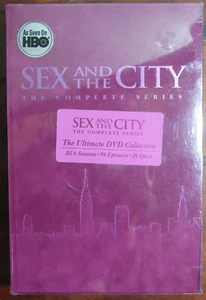 As Seen On
HBO
SEX AND THE CITY
THE COMPLETE SERIES
SEX AND THE CITY
THE COMPLETE SERIES
The Ultimate DVD Collection
All 6 Seasons • 94 Episodes • 20 Discs